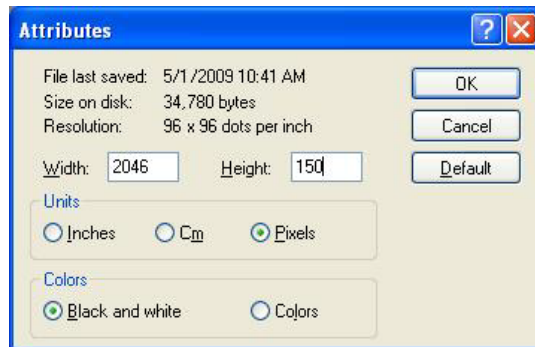 Attributes
File last saved: 5/1/2009 10:41 AM
Size on disk: 34,780 bytes
Resolution: 96 x 96 dots per inch
Width: 2046 Height: 150
OK
Cancel
Default
Units
Inches Cm Pixels
Colors
Black and white Colors